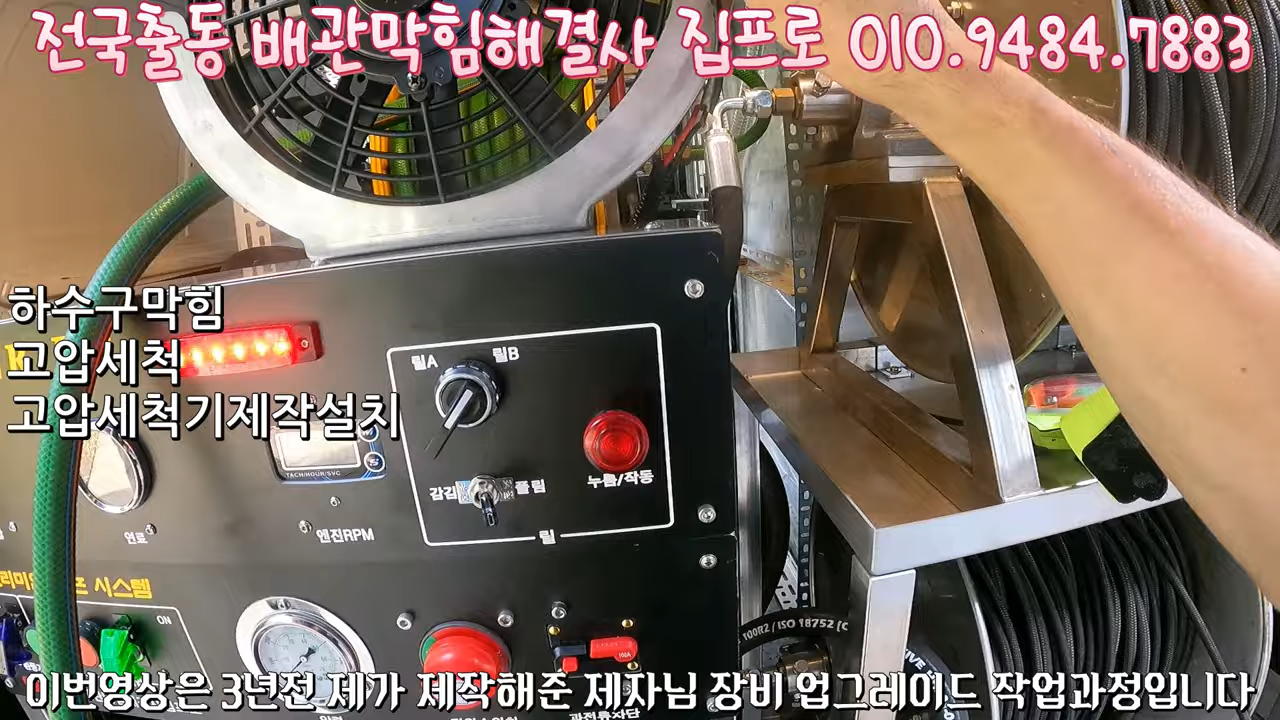 전국출동 배관막힘해결사 집프로 010.9484.7883
하수구막힘
고압세척
고압세척기제작설치
릴A 릴B
TACH/HOUR/SVC
감김 풀림
누름/작동
연료
엔진RPM
릴
시스템
ON
100R2 / ISO 18752 (C
이번영상은 3년전 제가 제작해준 제자님 장비 업그레이드 작업과정입니다